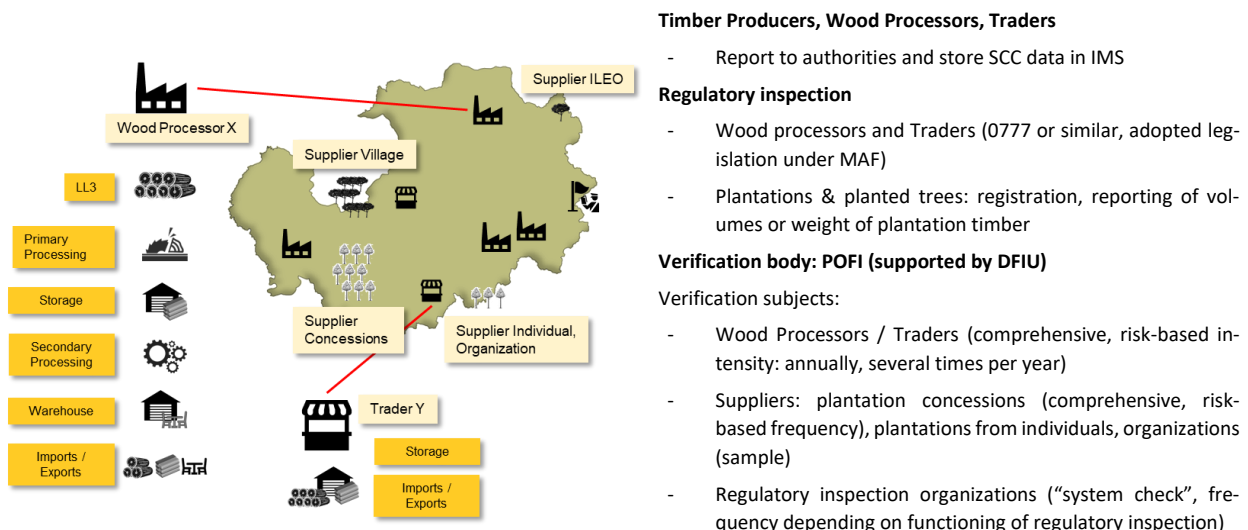 Supplier ILEO
Wood Processor X
Supplier Village
LL3
Primary
Processing
Storage
Secondary
Processing
Warehouse
Imports /
Exports
Supplier
Concessions
Supplier Individual,
Organization
Trader Y
Storage
Imports /
Exports
Timber Producers, Wood Processors, Traders
- Report to authorities and store SCC data in IMS
Regulatory inspection
- Wood processors and Traders (0777 or similar, adopted leg-
islation under MAF)
- Plantations & planted trees: registration, reporting of vol-
umes or weight of plantation timber
Verification body: POFI (supported by DFIU)
Verification subjects:
- Wood Processors / Traders (comprehensive, risk-based in-
tensity: annually, several times per year)
- Suppliers: plantation concessions (comprehensive, risk-
based frequency), plantations from individuals, organizations
(sample)
- Regulatory inspection organizations (“system check”, fre-
quency depending on functioning of regulatory inspection)